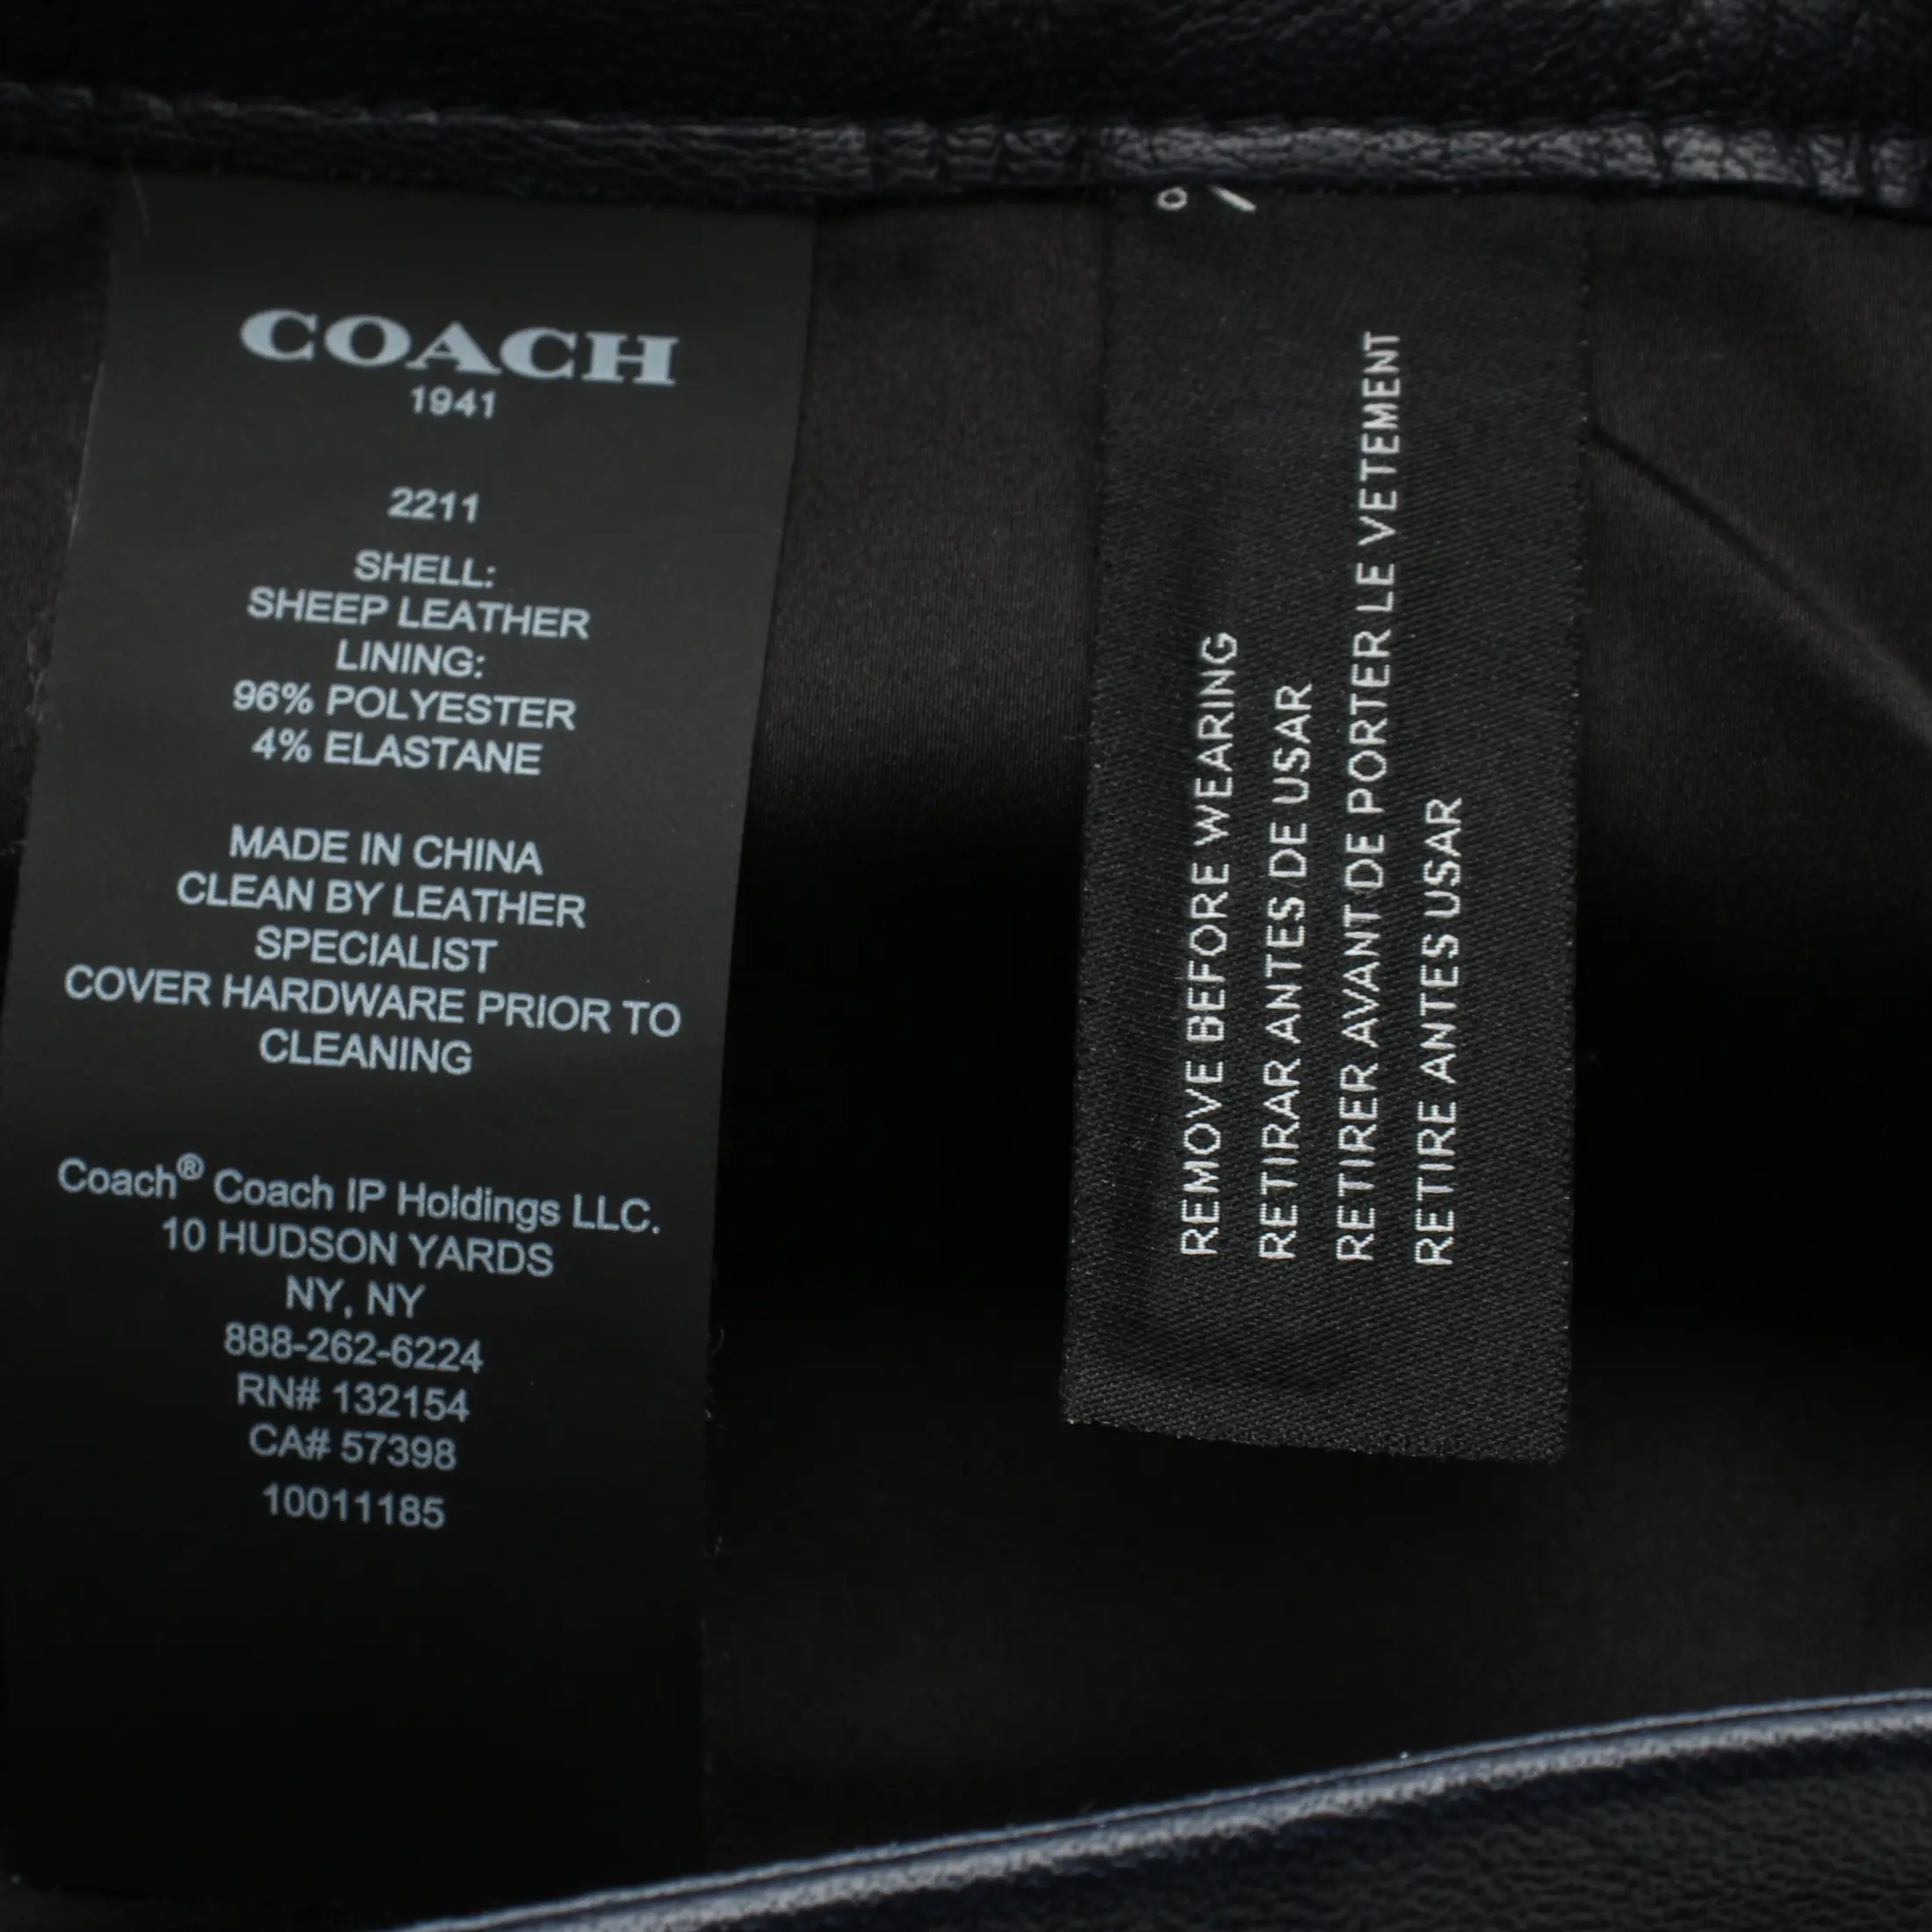 COACH
1941
2211
SHELL:
SHEEP LEATHER
LINING:
96% POLYESTER
4% ELASTANE
MADE IN CHINA
CLEAN BY LEATHER
SPECIALIST
COVER HARDWARE PRIOR TO
CLEANING
Coach® Coach IP Holdings LLC.
10 HUDSON YARDS
NY, NY
888-262-6224
RN# 132154
CA# 57398
10011185
REMOVE BEFORE WEARING
RETIRAR ANTES DE USAR
RETIRER AVANT DE PORTER LE VETEMENT
RETIRE ANTES USAR